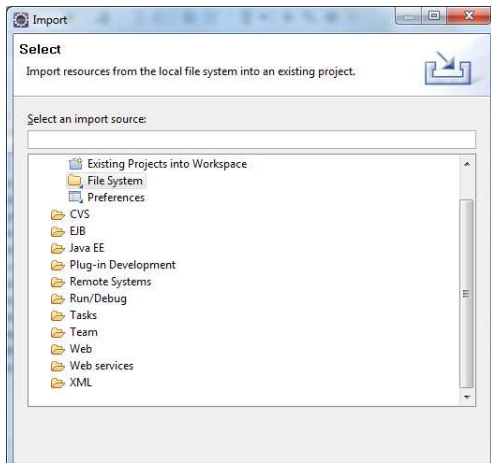 Import
Select
Import resources from the local file system into an existing project.
Select an import source:
Existing Projects into Workspace
File System
Preferences
CVS
EJB
Java EE
Plug-in Development
Remote Systems
Run/Debug
Tasks
Team
Web
Web services
XML